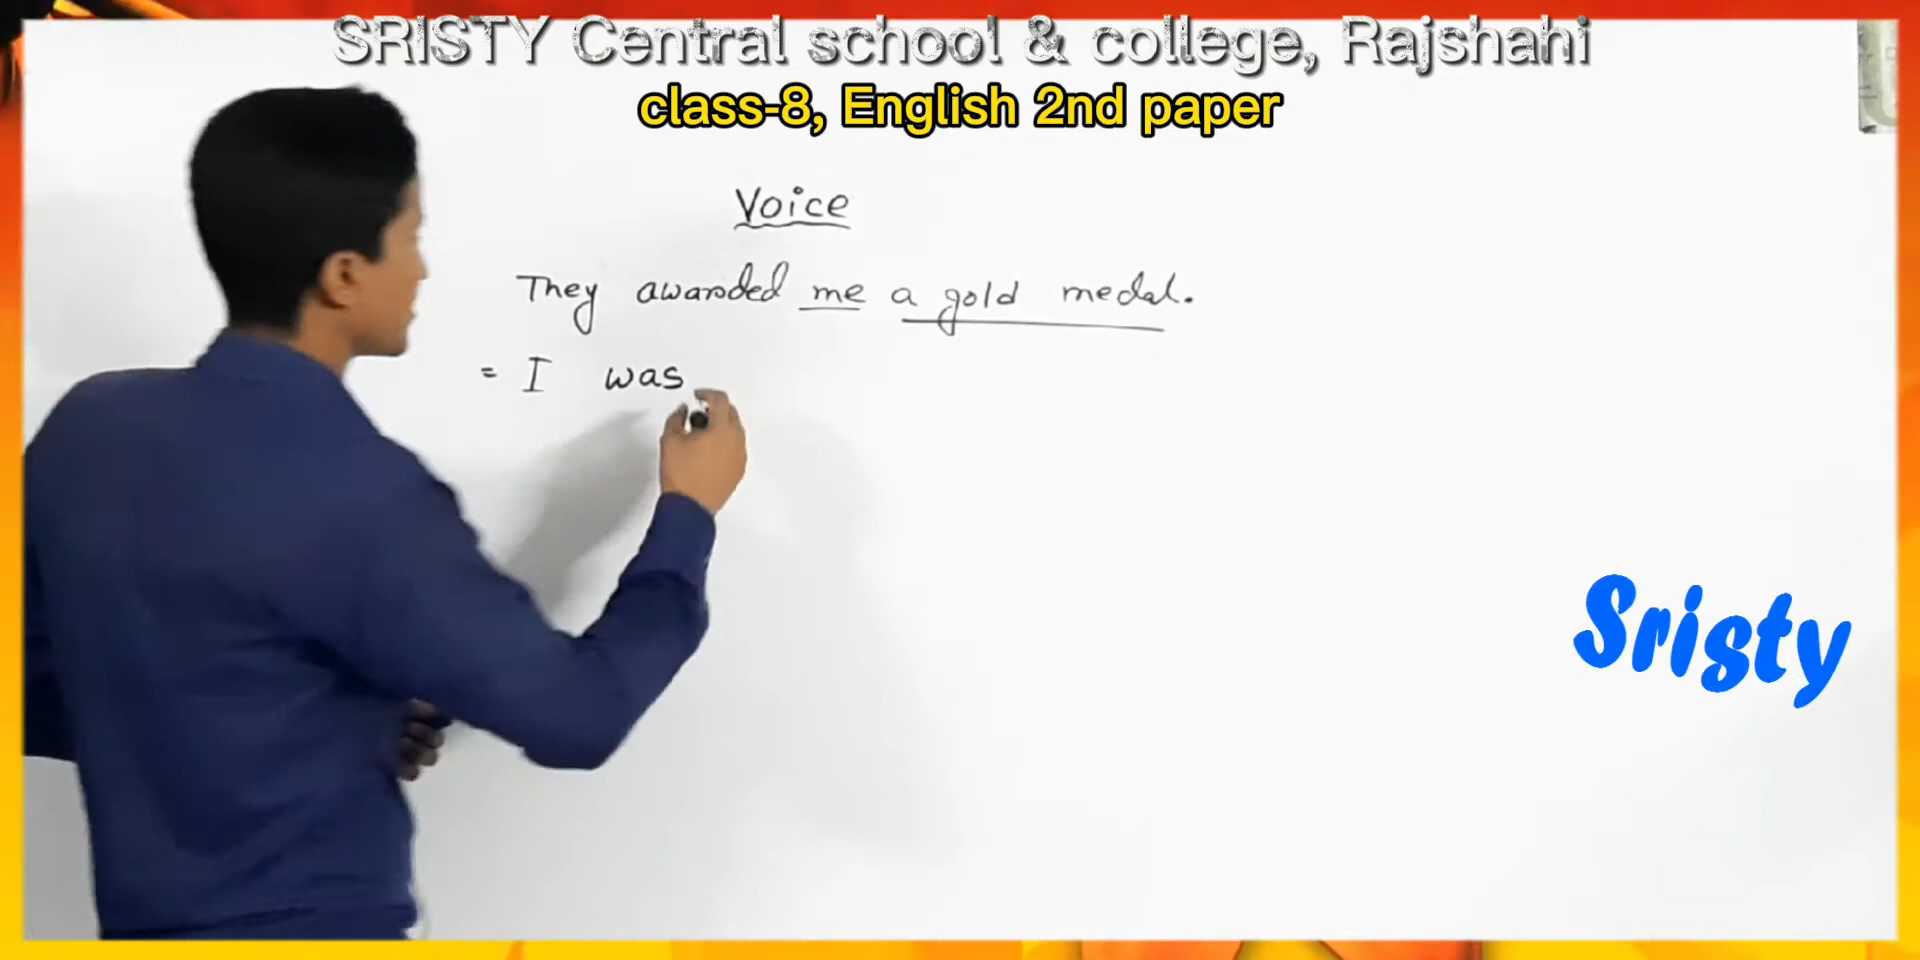 SRISTY Central school & college, Rajshahi
class-8, English 2nd paper
Voice
They awarded me a gold medal.
= I was
Sristy